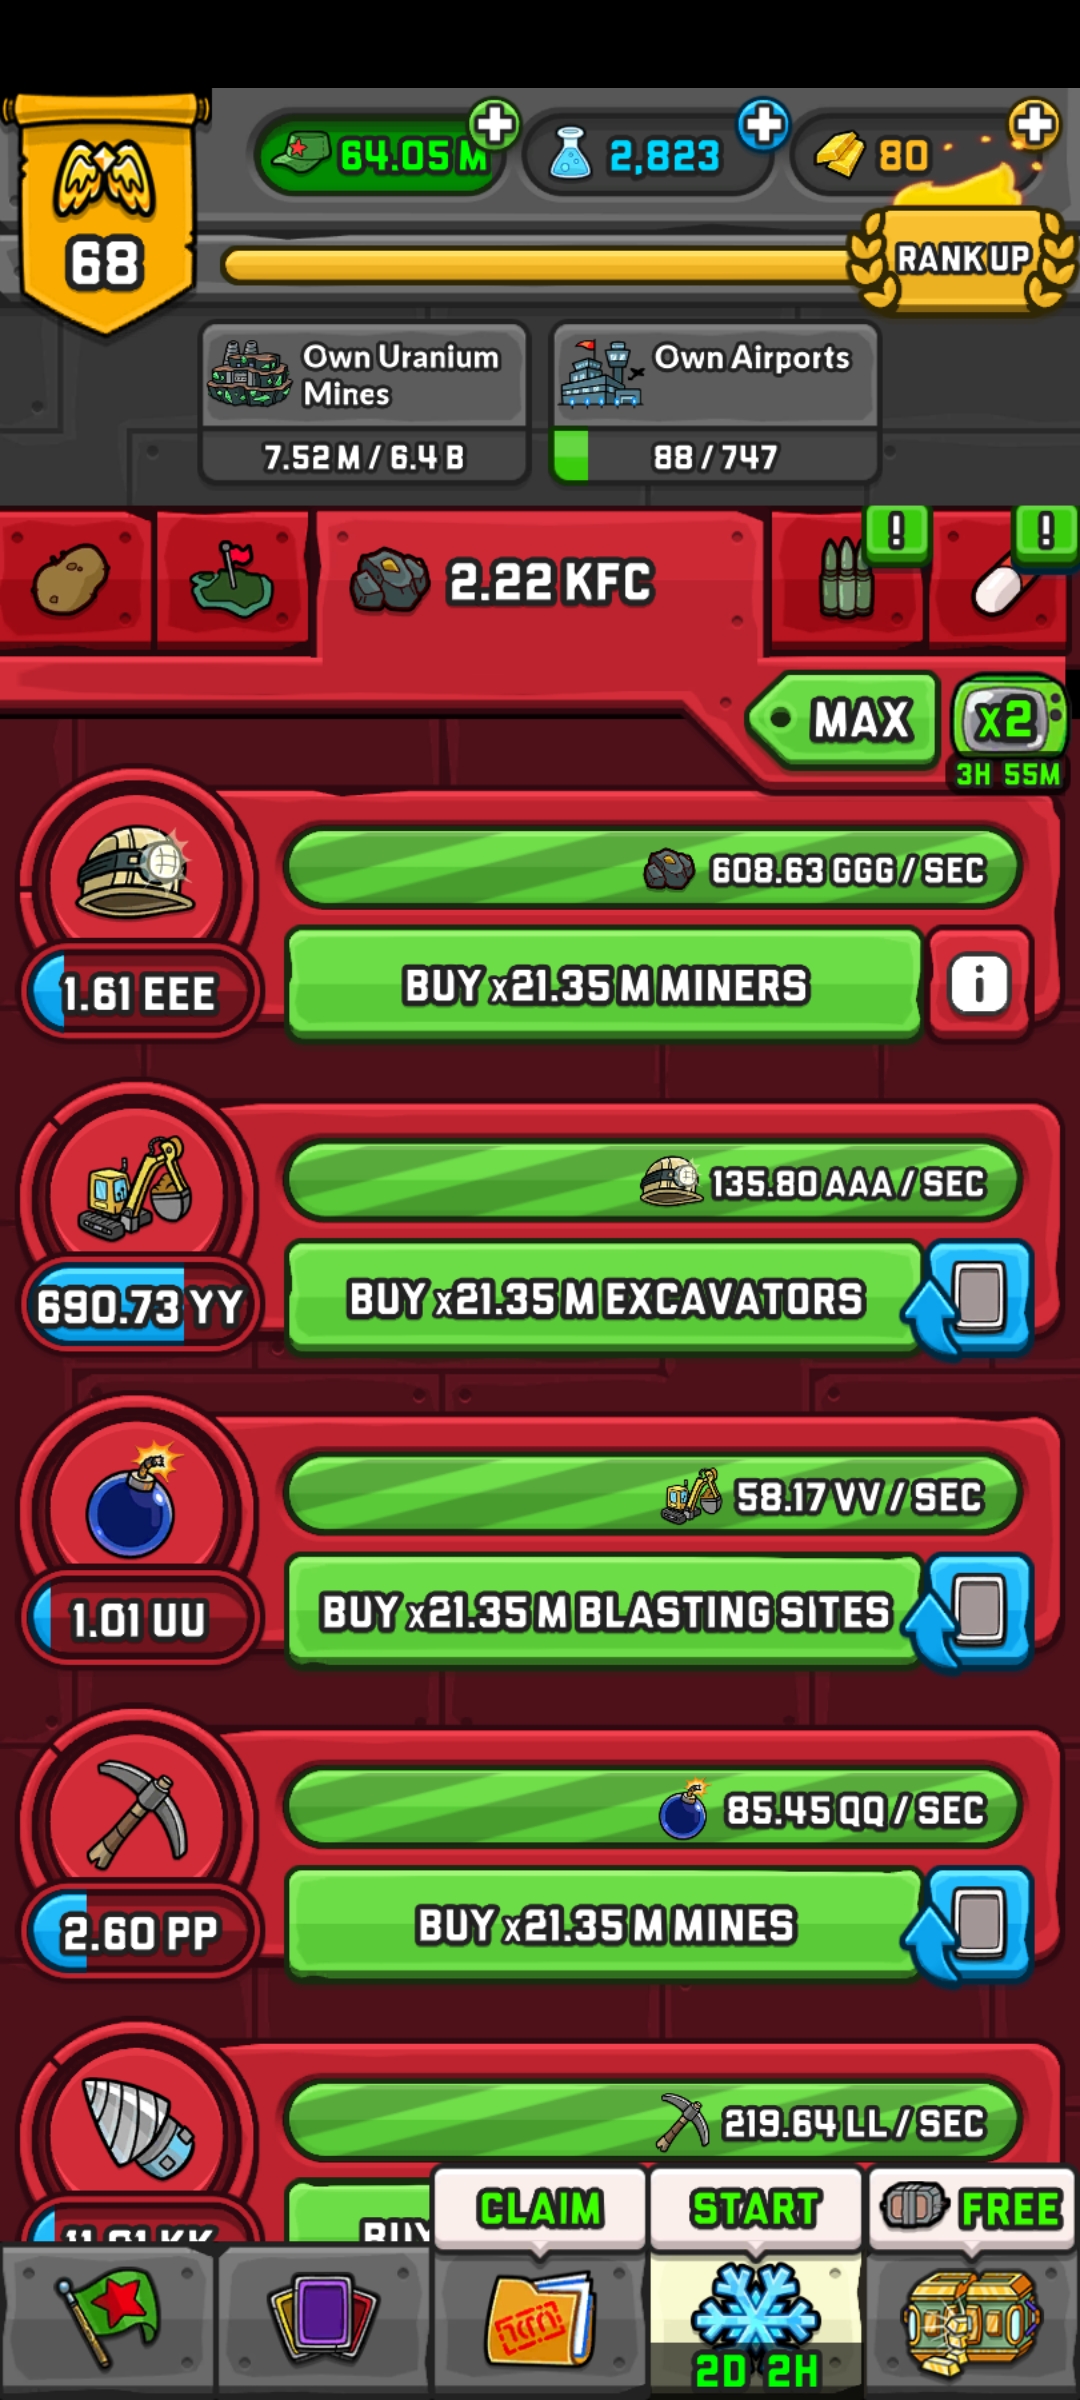 64.05 M
2,823
80
68
RANK UP
Own Uranium
Mines
7.52 M / 6.4 B
Own Airports
88 / 747
2.22 KFC
!
!
MAX
x2
3H 55M
608.63 GGG / SEC
1.61 EEE
BUY x21.35 M MINERS
i
135.80 AAA / SEC
690.73 YY
BUY x21.35 M EXCAVATORS
58.17 VV / SEC
1.01 UU
BUY x21.35 M BLASTING SITES
85.45 QQ / SEC
2.60 PP
BUY x21.35 M MINES
219.64 LL / SEC
BUY
CLAIM
START
FREE
2D 2H